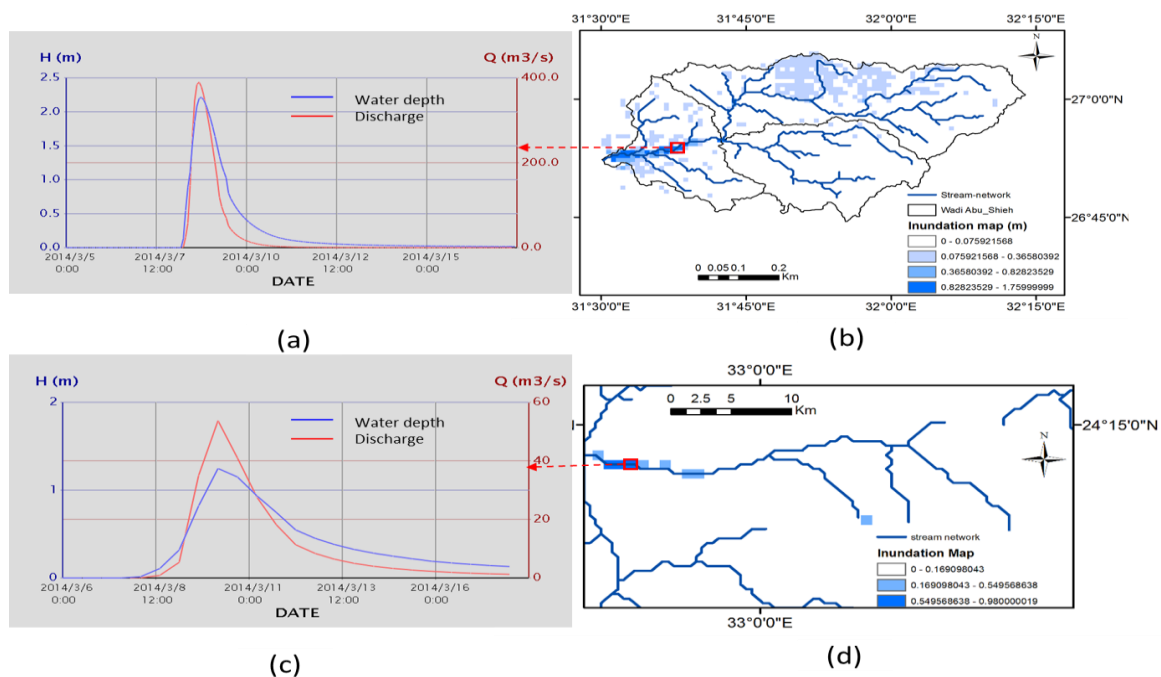 H (m)
Q (m3/s)
2.5
2.0
1.5
1.0
0.5
0.0
400.0
200.0
0.0
Water depth
Discharge
2014/3/5
0:00
2014/3/7
12:00
2014/3/10
0:00
2014/3/12
12:00
2014/3/15
0:00
DATE
(a)
31°30'0"E
31°45'0"E
32°0'0"E
32°15'0"E
N
27°0'0"N
26°45'0"N
Stream-network
Wadi Abu_Shieh
Inundation map (m)
0 - 0.075921568
0.075921568 - 0.36580392
0.36580392 - 0.82823529
0.82823529 - 1.75999999
0 0.05 0.1 0.2
Km
31°30'0"E
31°45'0"E
32°0'0"E
32°15'0"E
(b)
H (m)
Q (m3/s)
2
1
0
60
40
20
0
Water depth
Discharge
2014/3/6
0:00
2014/3/8
12:00
2014/3/11
0:00
2014/3/13
12:00
2014/3/16
0:00
DATE
(c)
33°0'0"E
0 2.5 5 10
Km
24°15'0"N
N
stream network
Inundation Map
0 - 0.169098043
0.169098043 - 0.549568638
0.549568638 - 0.980000019
33°0'0"E
(d)